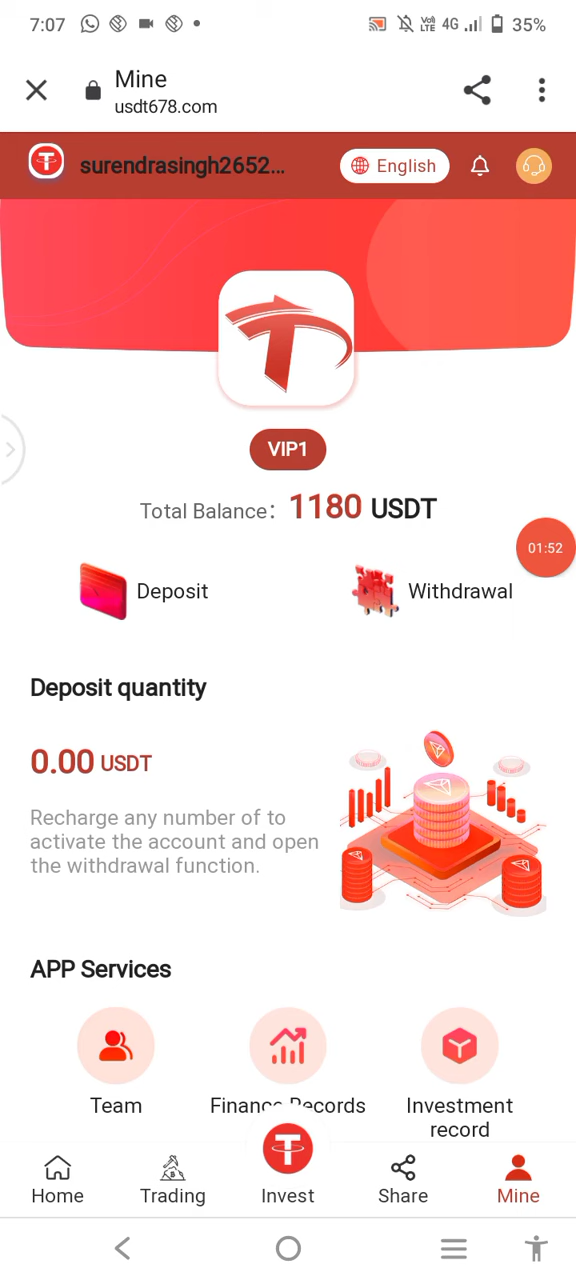 7:07 4G 35%
Mine
usdt678.com
surendrasingh2652... English
VIP1
Total Balance: 1180 USDT
01:52
Deposit Withdrawal
Deposit quantity
0.00 USDT
Recharge any number of to
activate the account and open
the withdrawal function.
APP Services
Team Finance Records Investment
record
Home Trading Invest Share Mine